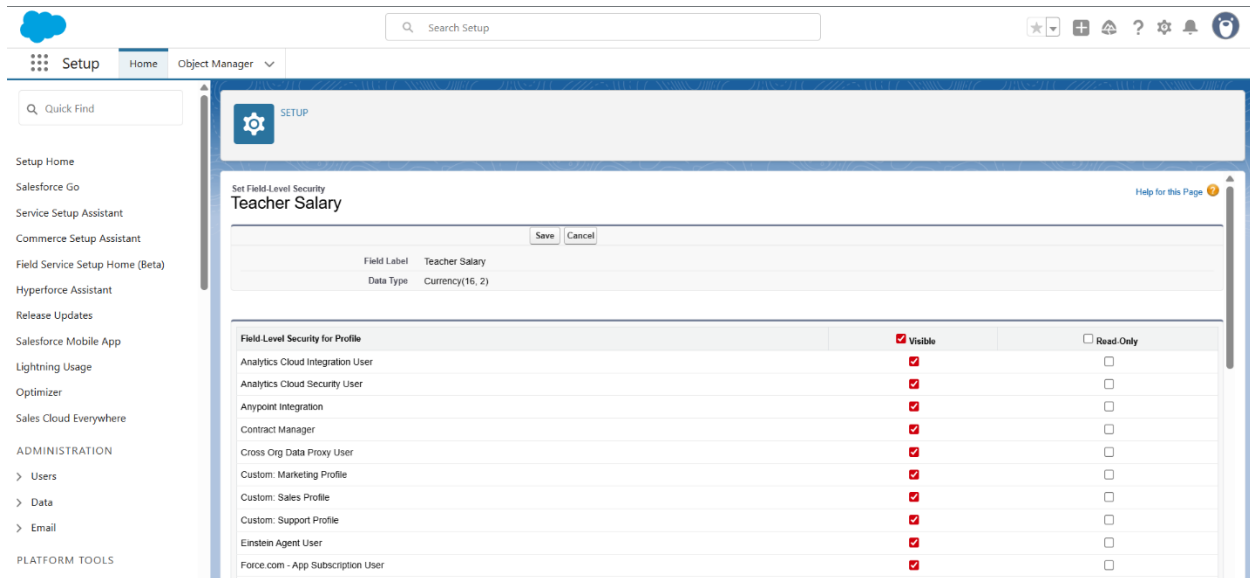 Search Setup
Setup Home Object Manager
Quick Find
Setup Home
Salesforce Go
Service Setup Assistant
Commerce Setup Assistant
Field Service Setup Home (Beta)
Hyperforce Assistant
Release Updates
Salesforce Mobile App
Lightning Usage
Optimizer
Sales Cloud Everywhere
ADMINISTRATION
Users
Data
Email
PLATFORM TOOLS
SETUP
Set Field-Level Security
Teacher Salary
Help for this Page
Save Cancel
Field Label Teacher Salary
Data Type Currency(16, 2)
Field-Level Security for Profile Visible Read-Only
Analytics Cloud Integration User
Analytics Cloud Security User
Anypoint Integration
Contract Manager
Cross Org Data Proxy User
Custom: Marketing Profile
Custom: Sales Profile
Custom: Support Profile
Einstein Agent User
Force.com - App Subscription User